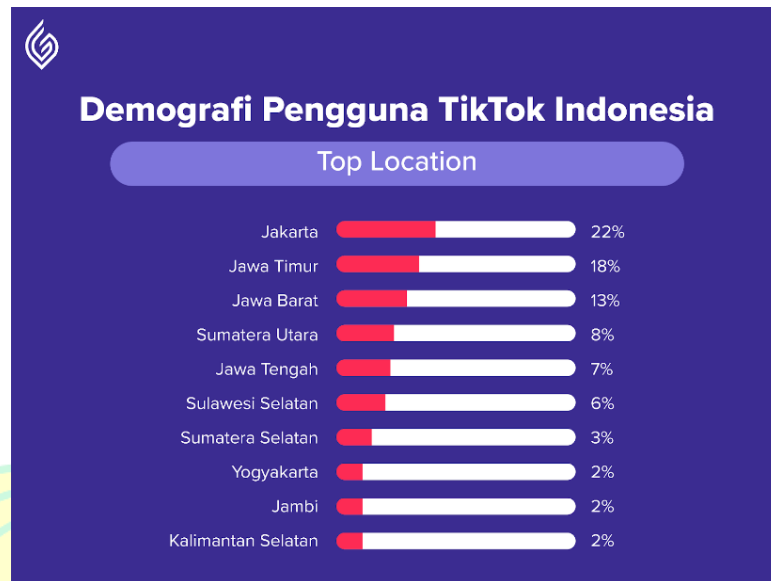 Demografi Pengguna TikTok Indonesia
Top Location
Jakarta 22%
Jawa Timur 18%
Jawa Barat 13%
Sumatera Utara 8%
Jawa Tengah 7%
Sulawesi Selatan 6%
Sumatera Selatan 3%
Yogyakarta 2%
Jambi 2%
Kalimantan Selatan 2%